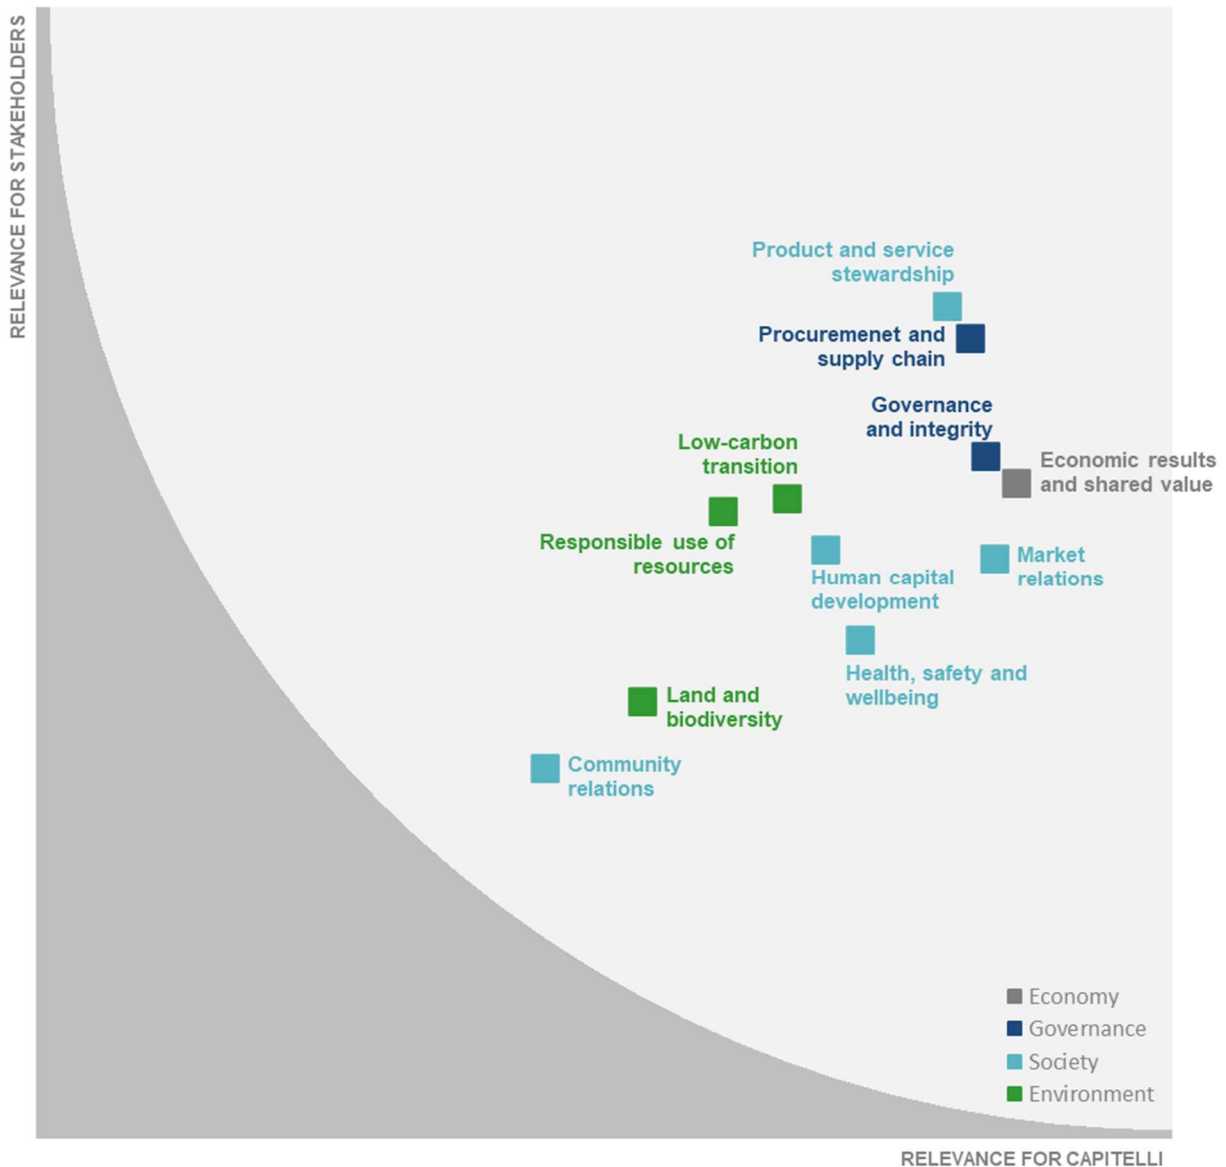 RELEVANCE FOR STAKEHOLDERS
Product and service
stewardship
Procuremenet and
supply chain
Governance
and integrity
Low-carbon
transition
Economic results
and shared value
Responsible use of
resources
Market
relations
Human capital
development
Health, safety and
wellbeing
Land and
biodiversity
Community
relations
Economy
Governance
Society
Environment
RELEVANCE FOR CAPITELLI